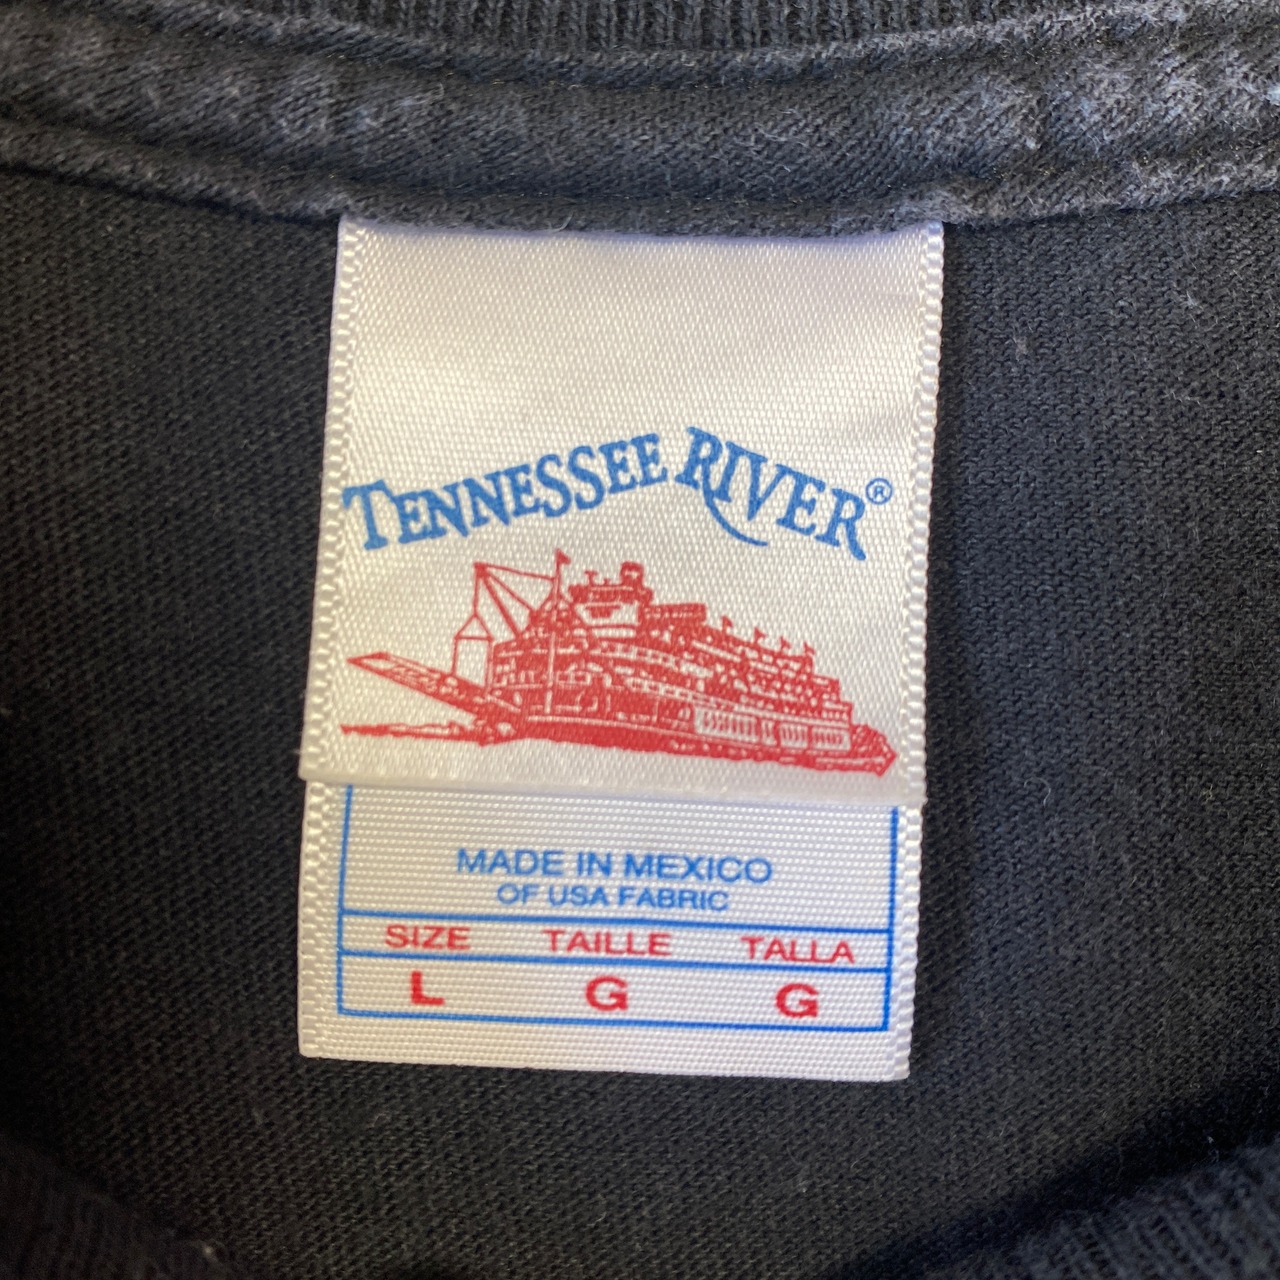 TENNESSEE RIVER®
MADE IN MEXICO
OF USA FABRIC
SIZE TAILLE TALLA
L G G